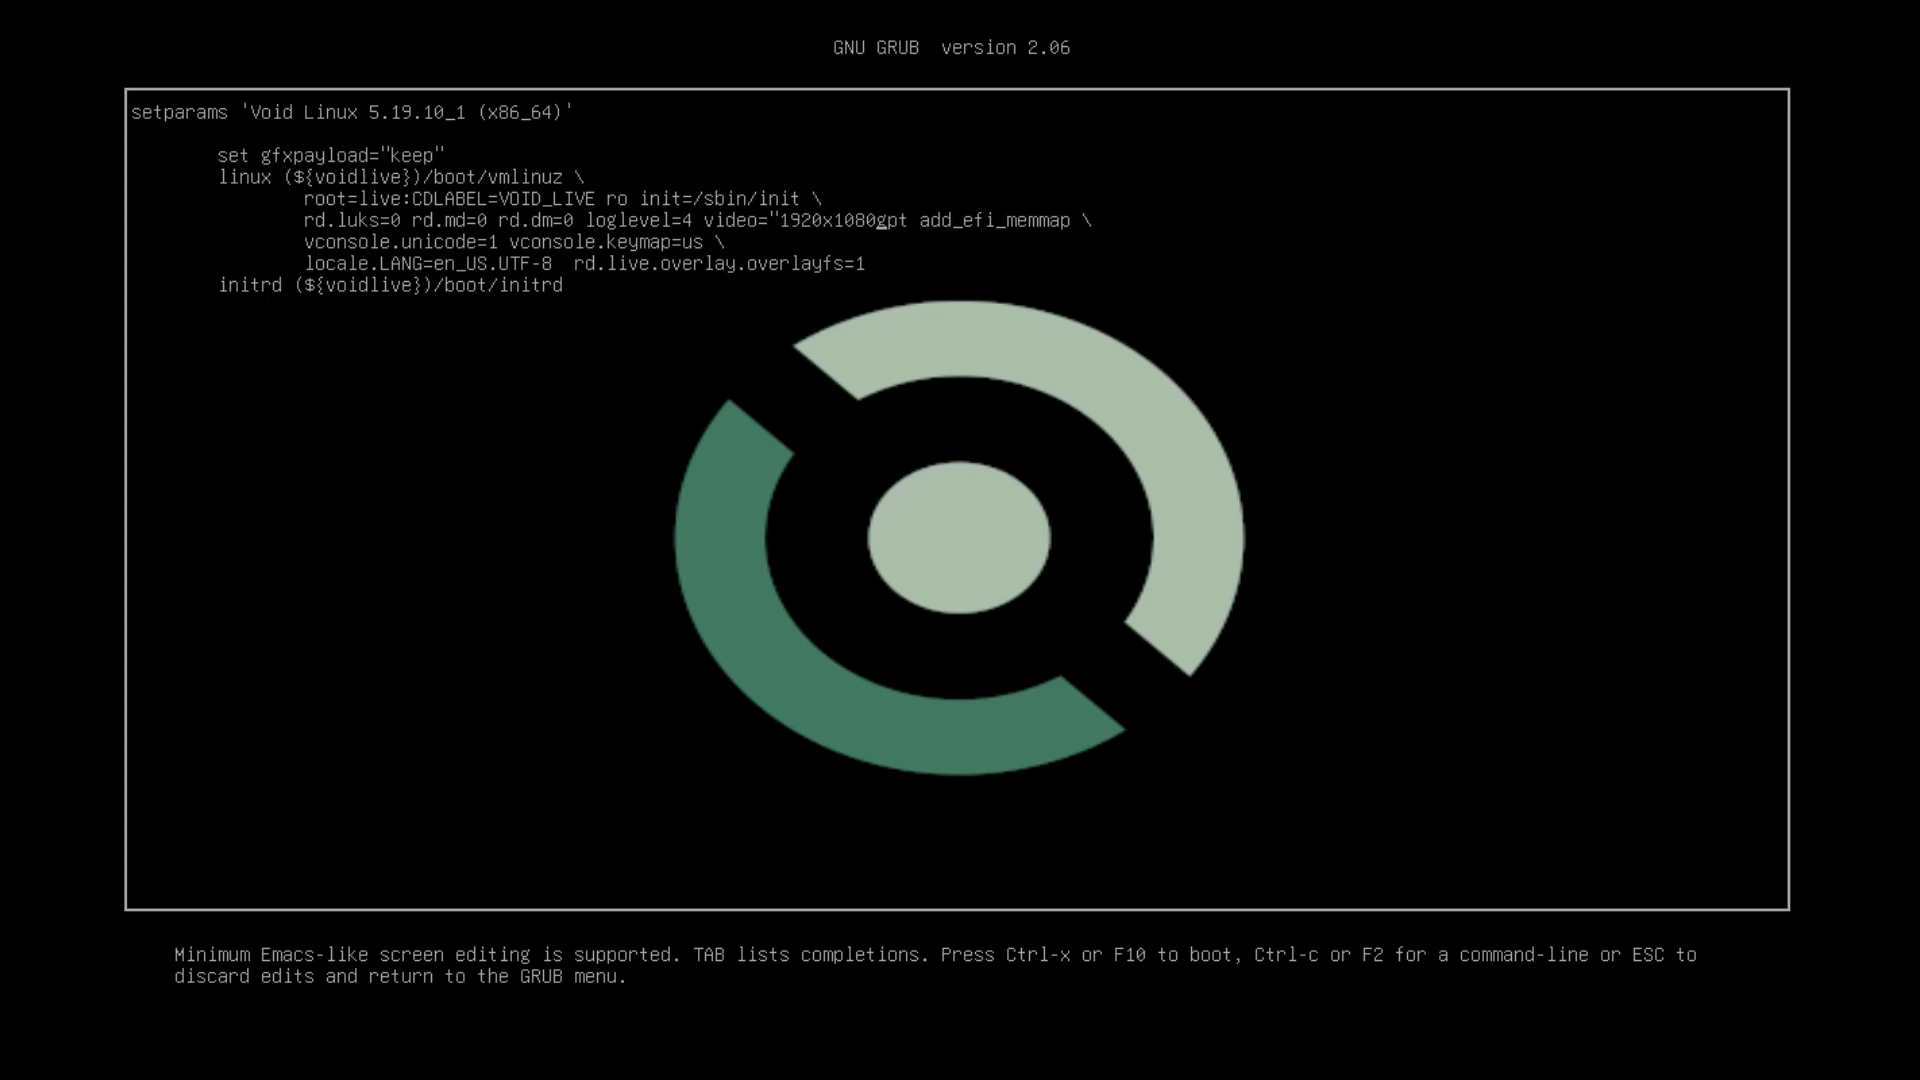 GNU GRUB  version 2.06
setparams 'Void Linux 5.19.10_1 (x86_64)'
set gfxpayload="keep"
linux (${voidlive})/boot/vmlinuz \
root=live:CDLABEL=VOID_LIVE ro init=/sbin/init \
rd.luks=0 rd.md=0 rd.dm=0 loglevel=4 video="1920x1080gpt add_efi_memmap \
vconsole.unicode=1 vconsole.keymap=us \
locale.LANG=en_US.UTF-8  rd.live.overlay.overlayfs=1
initrd (${voidlive})/boot/initrd
Minimum Emacs-like screen editing is supported. TAB lists completions. Press Ctrl-x or F10 to boot, Ctrl-c or F2 for a command-line or ESC to
discard edits and return to the GRUB menu.